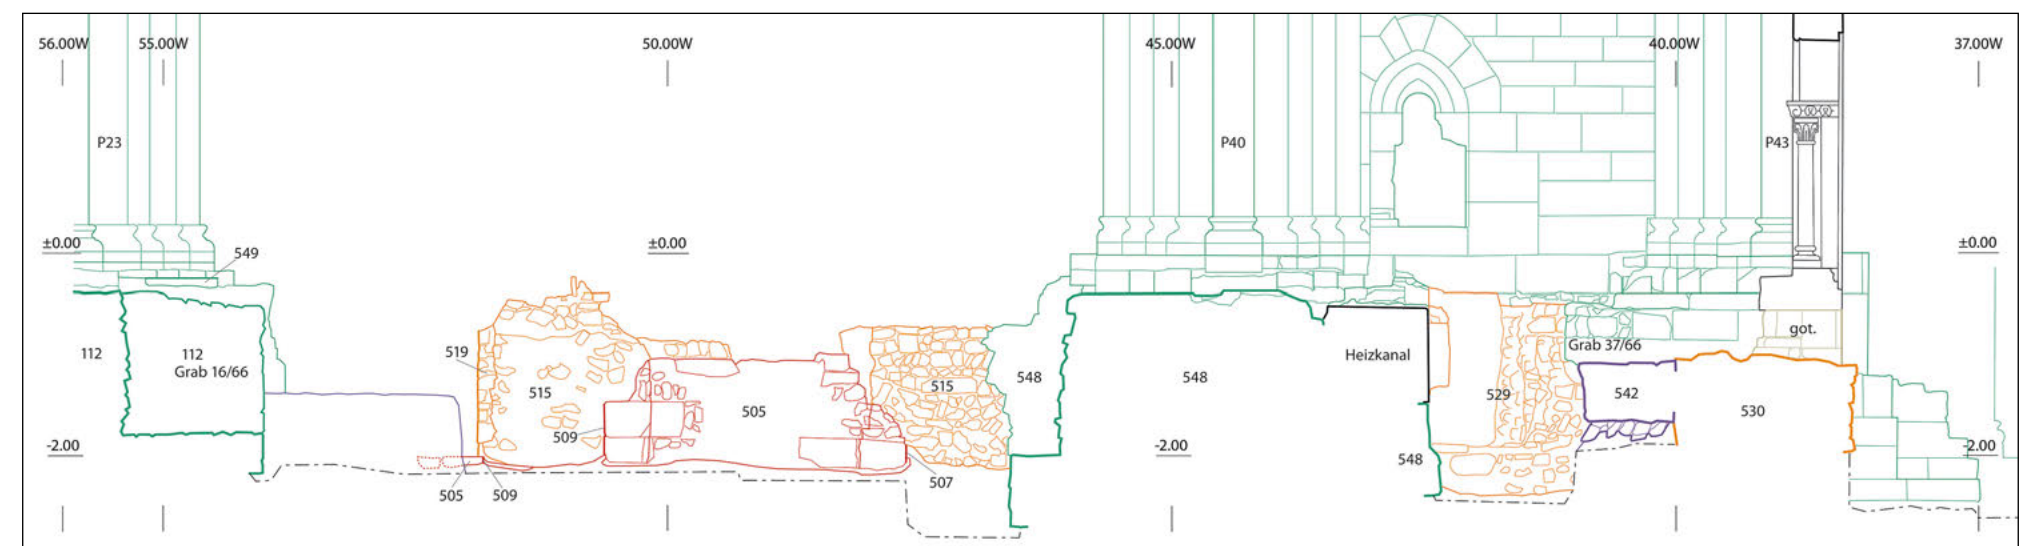 56.00W 55.00W 50.00W 45.00W 40.00W 37.00W
P23 P40 P43
±0.00 ±0.00 ±0.00
549
got.
519 112 112 Heizkanal Grab 37/66
Grab 16/66
515 515 548 548 529 542 530
505
509
-2.00 -2.00 -2.00
548
505 509 507